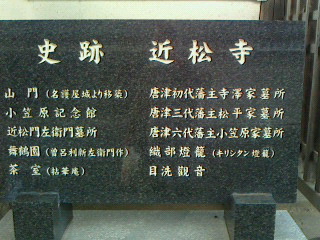 史跡 近松寺
山門(名護屋城より移築)
小笠原記念館
近松門左衛門墓所
舞鶴園(曽呂利新左衛門作)
茶室(拈華庵)
唐津初代藩主寺澤家墓所
唐津三代藩主松平家墓所
唐津六代藩主小笠原家墓所
織部燈籠(キリシタン燈籠)
目洗観音